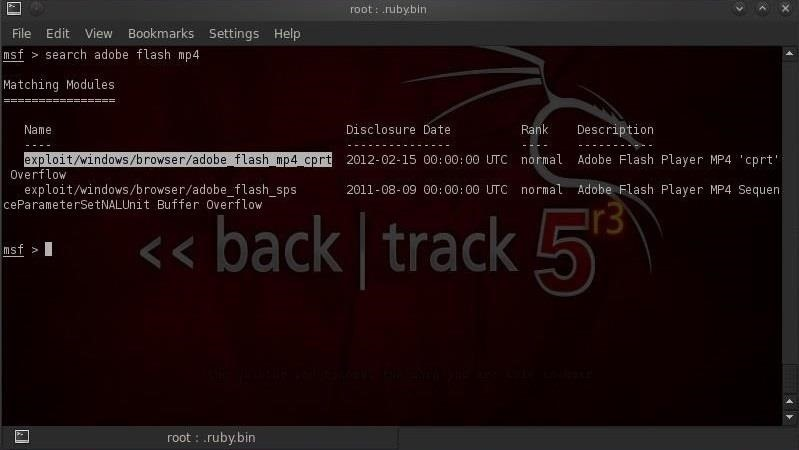 root : .ruby.bin
File Edit View Bookmarks Settings Help
msf > search adobe flash mp4
Matching Modules
================
Name Disclosure Date Rank Description
---- --------------- ---- -----------
exploit/windows/browser/adobe_flash_mp4_cprt 2012-02-15 00:00:00 UTC normal Adobe Flash Player MP4 'cprt'
Overflow
exploit/windows/browser/adobe_flash_sps 2011-08-09 00:00:00 UTC normal Adobe Flash Player MP4 Sequen
ceParameterSetNALUnit Buffer Overflow
msf >
<< back | track 5 r3
root : .ruby.bin